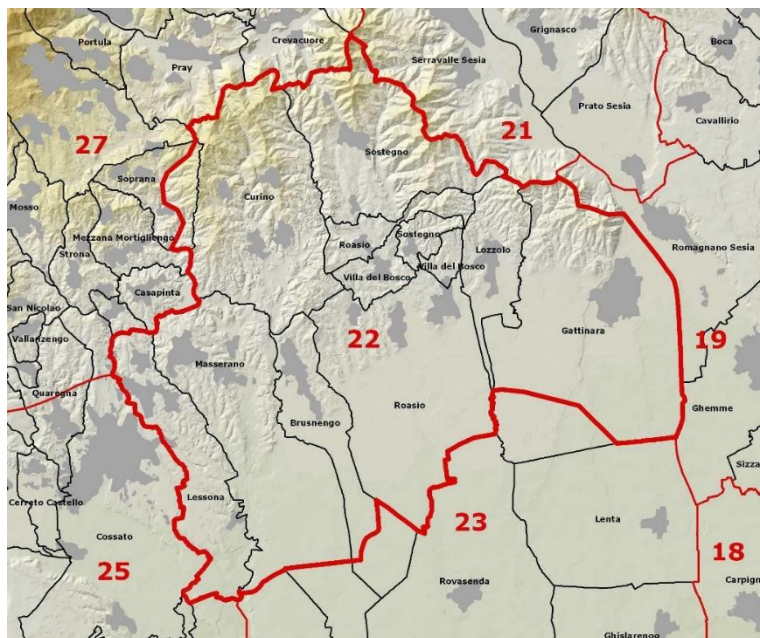 Portula
Crevacuore
Grignasco
Boca
Pray
Serravalle Sesia
Prato Sesia
Cavallirio
21
27
Sostegno
Soprana
Curino
Mosso
Mezzana Mortigliengo
Roasio
Sostegno
Lozzolo
Romagnano Sesia
Strona
Villa del Bosco
Villa del Bosco
Casapinta
San Nicolao
Vallanzengo
22
Gattinara
19
Masserano
Quaregna
Roasio
Ghemme
Brusnengo
Sizza
Cerreto Castello
Lessona
23
Lenta
Cossato
18
25
Rovasenda
Carpign
Ghislarengo